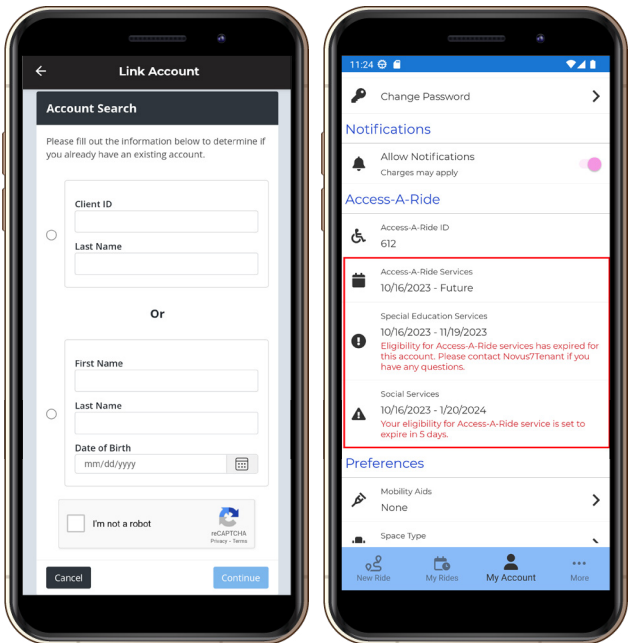 Link Account
Account Search
Please fill out the information below to determine if
you already have an existing account.
Client ID
Last Name
Or
First Name
Last Name
Date of Birth
mm/dd/yyyy
I'm not a robot
reCAPTCHA
Privacy - Terms
Cancel
Continue
11:24
Change Password
Notifications
Allow Notifications
Charges may apply
Access-A-Ride
Access-A-Ride ID
612
Access-A-Ride Services
10/16/2023 - Future
Special Education Services
10/16/2023 - 11/19/2023
Eligibility for Access-A-Ride services has expired for
this account. Please contact Novus7Tenant if you
have any questions.
Social Services
10/16/2023 - 1/20/2024
Your eligibility for Access-A-Ride service is set to
expire in 5 days.
Preferences
Mobility Aids
None
Space Type
New Ride
My Rides
My Account
More